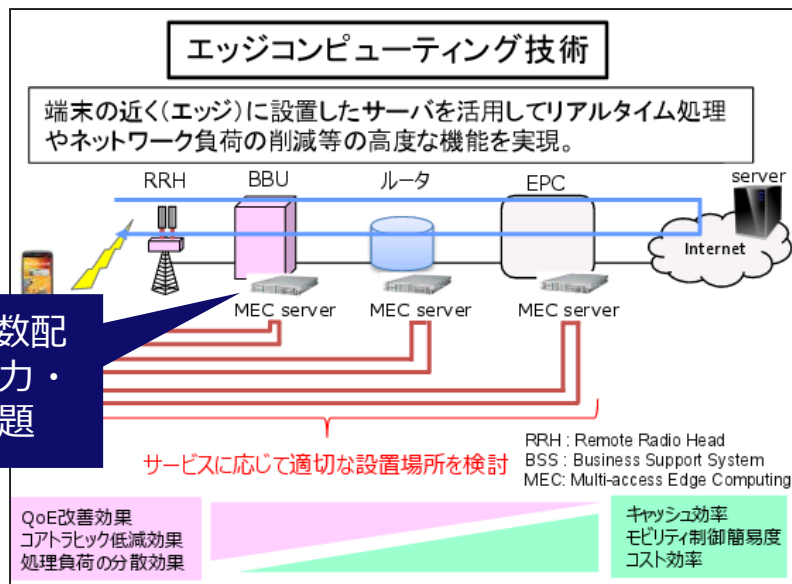 エッジコンピューティング技術
端末の近く(エッジ)に設置したサーバを活用してリアルタイム処理
やネットワーク負荷の削減等の高度な機能を実現。
RRH
BBU
ルータ
EPC
server
Internet
MEC server
MEC server
MEC server
数配
力・
題
サービスに応じて適切な設置場所を検討
RRH : Remote Radio Head
BSS : Business Support System
MEC: Multi-access Edge Computing
QoE改善効果
コアトラヒック低減効果
処理負荷の分散効果
キャッシュ効率
モビリティ制御簡易度
コスト効率